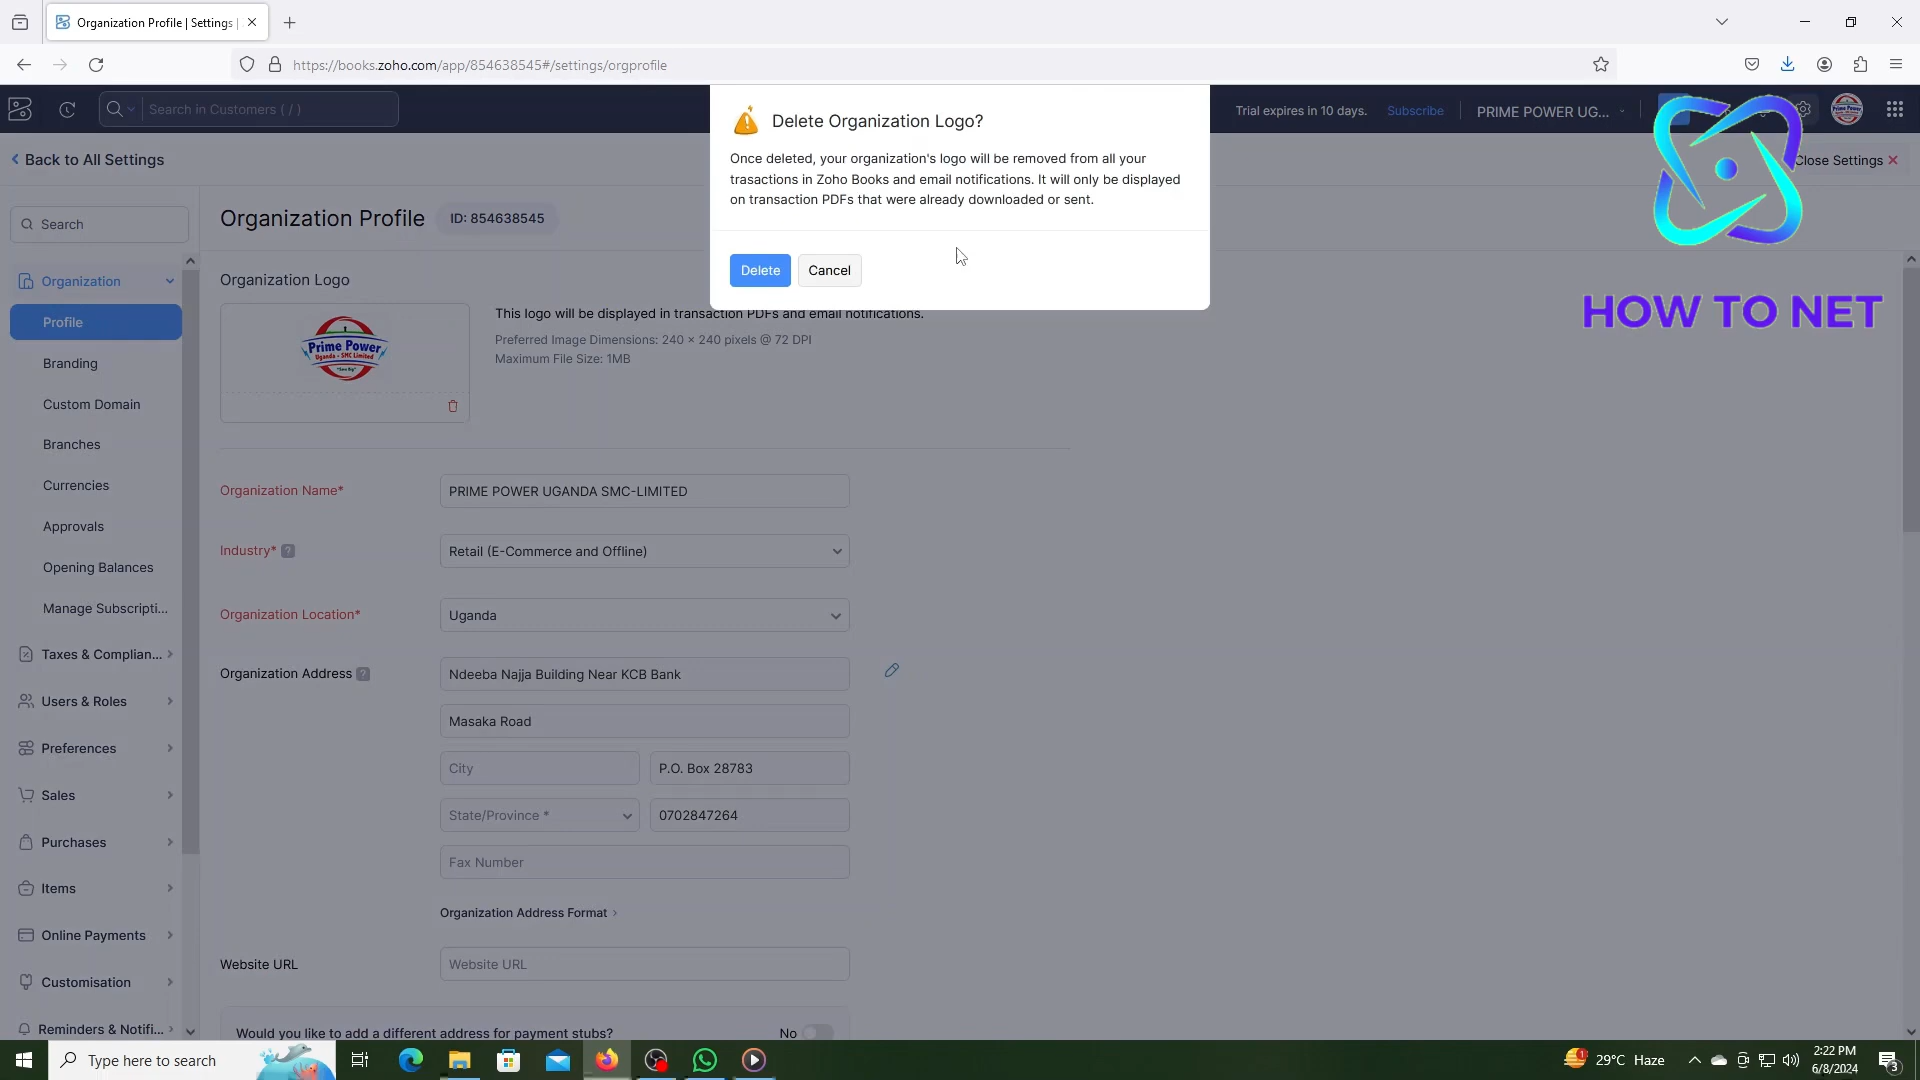 Organization Profile | Settings |
https://books.zoho.com/app/854638545#/settings/orgprofile
Search in Customers ( / )
Trial expires in 10 days.
Subscribe
PRIME POWER UG...
Delete Organization Logo?
Once deleted, your organization's logo will be removed from all your
trasactions in Zoho Books and email notifications. It will only be displayed
on transaction PDFs that were already downloaded or sent.
Delete
Cancel
Back to All Settings
Close Settings
HOW TO NET
Search
Organization Profile
ID: 854638545
Organization
Profile
Branding
Custom Domain
Branches
Currencies
Approvals
Opening Balances
Manage Subscripti...
Taxes & Complian...
Users & Roles
Preferences
Sales
Purchases
Items
Online Payments
Customisation
Reminders & Notifi...
Organization Logo
Prime Power
Uganda - SMC Limited
This logo will be displayed in transaction PDFs and email notifications.
Preferred Image Dimensions: 240 × 240 pixels @ 72 DPI
Maximum File Size: 1MB
Organization Name*
PRIME POWER UGANDA SMC-LIMITED
Industry* ?
Retail (E-Commerce and Offline)
Organization Location*
Uganda
Organization Address ?
Ndeeba Najja Building Near KCB Bank
Masaka Road
City
P.O. Box 28783
State/Province *
0702847264
Fax Number
Organization Address Format
Website URL
Website URL
Would you like to add a different address for payment stubs?
No
Type here to search
1
29°C Haze
2:22 PM
6/8/2024
3